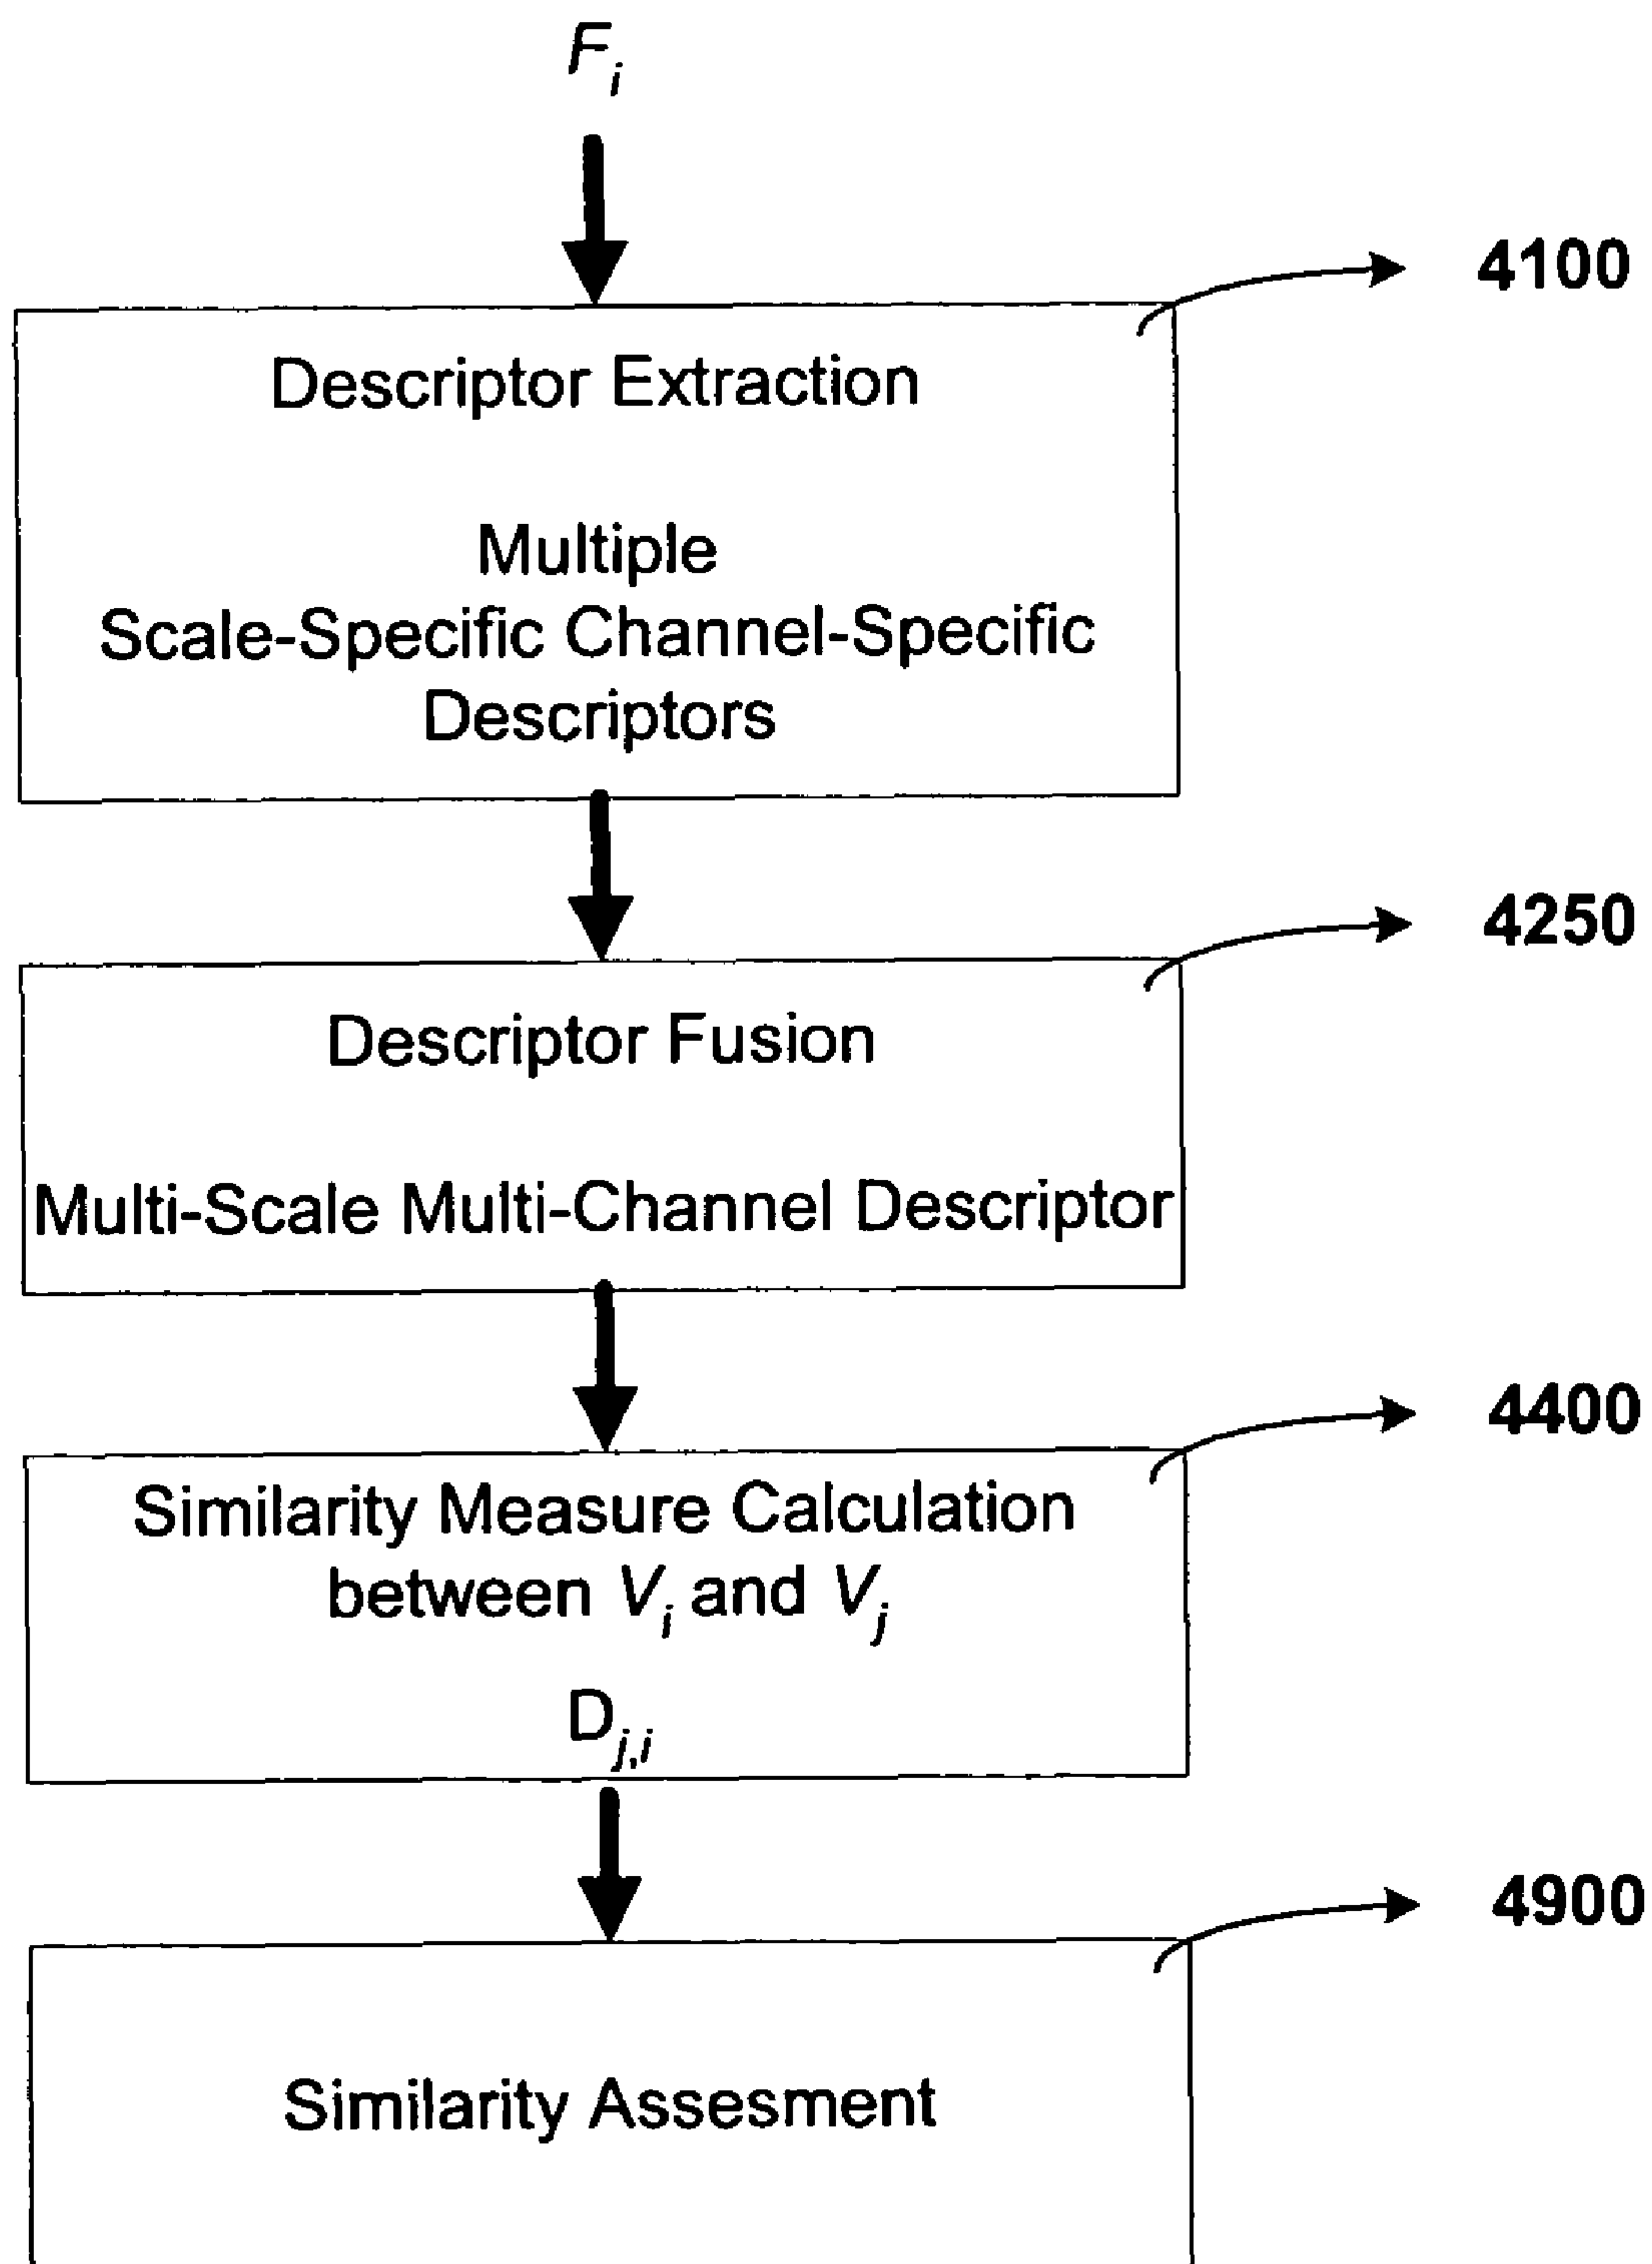 F_i
4100
Descriptor Extraction
Multiple
Scale-Specific Channel-Specific
Descriptors
4250
Descriptor Fusion
Multi-Scale Multi-Channel Descriptor
4400
Similarity Measure Calculation
between V_i and V_j
D_j,i
4900
Similarity Assesment